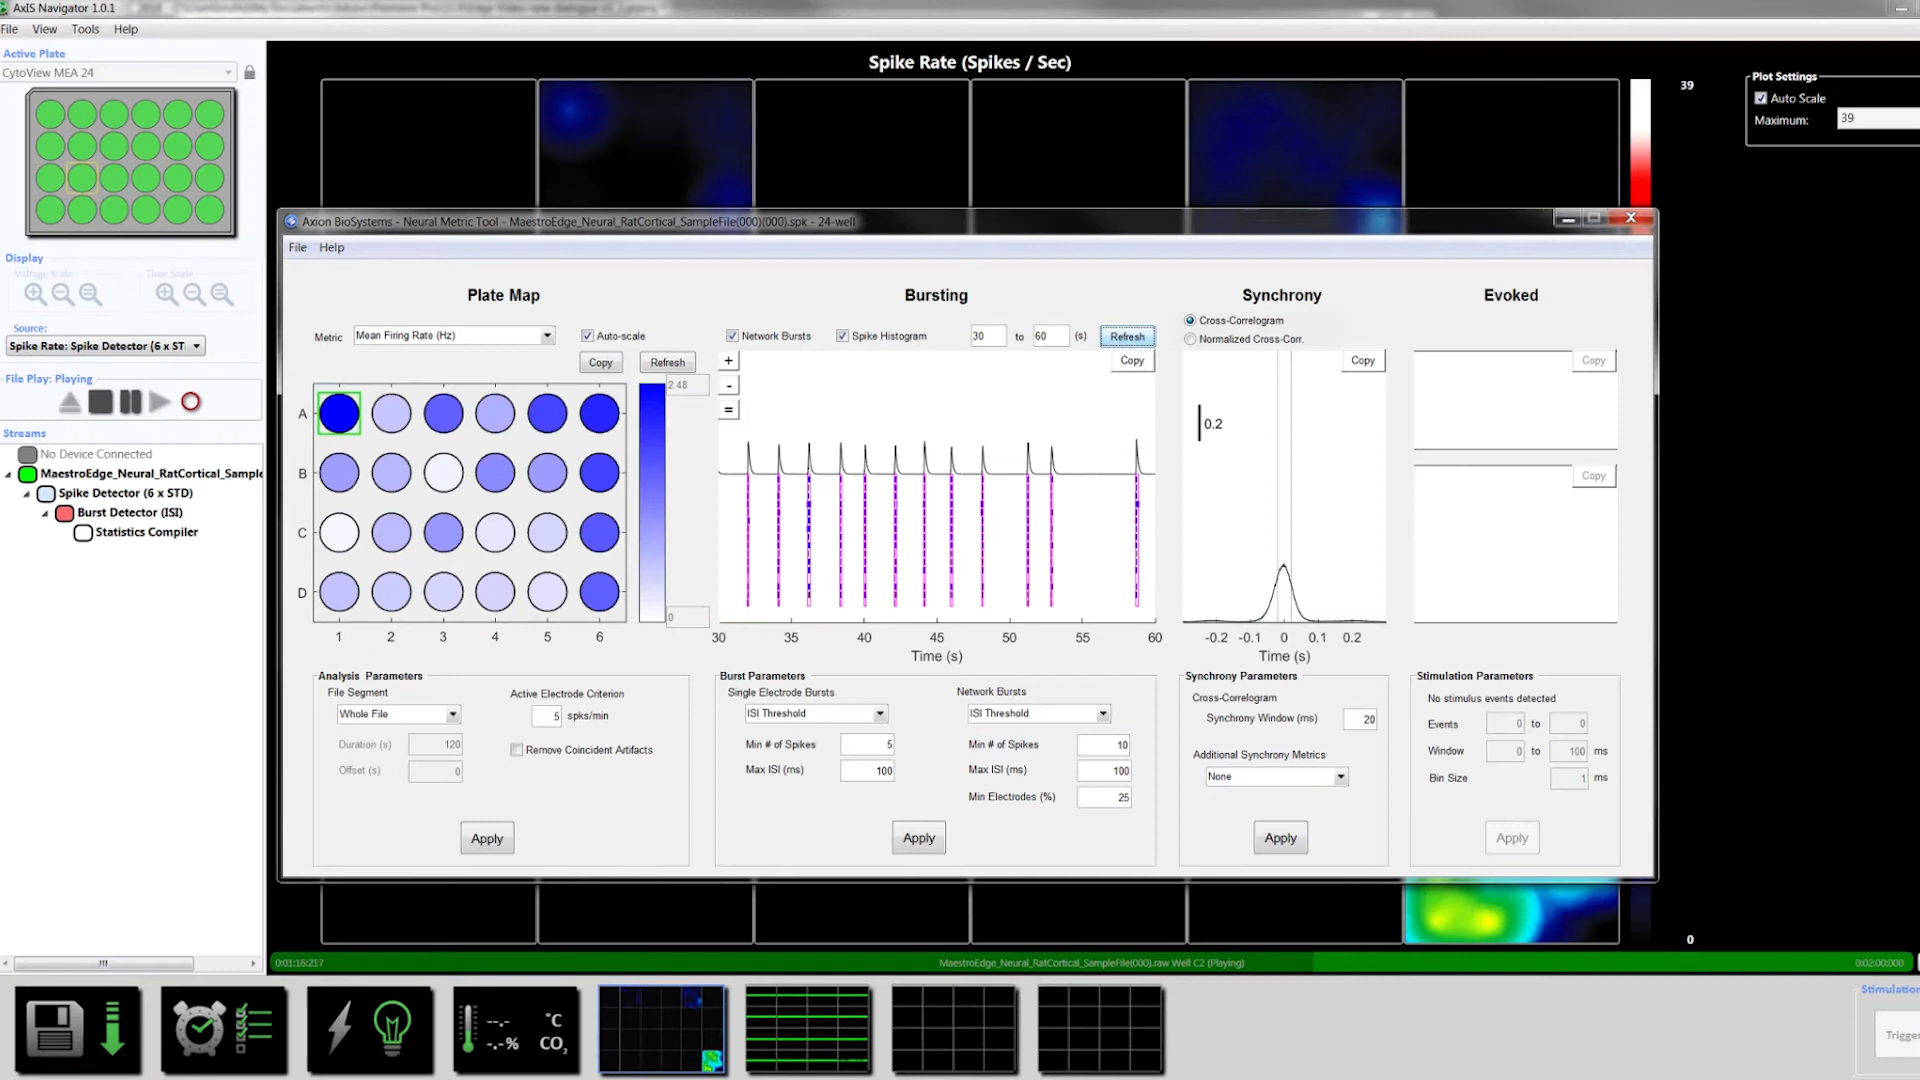 AxIS Navigator 1.0.1
File View Tools Help
Active Plate
CytoView MEA 24
Display
Voltage Scale Time Scale
Source:
Spike Rate: Spike Detector (6 x ST
File Play: Playing
Streams
No Device Connected
MaestroEdge_Neural_RatCortical_Sample
Spike Detector (6 x STD)
Burst Detector (ISI)
Statistics Compiler
Spike Rate (Spikes / Sec)
39
0
Plot Settings
Auto Scale
Maximum: 39
Axion BioSystems - Neural Metric Tool - MaestroEdge_Neural_RatCortical_SampleFile(000)(000).spk - 24-well
File Help
Plate Map
Metric Mean Firing Rate (Hz) Auto-scale
Copy Refresh
2.48
0
A
B
C
D
1 2 3 4 5 6
Bursting
Network Bursts Spike Histogram 30 to 60 (s) Refresh
Copy
+
-
=
30 35 40 45 50 55 60
Time (s)
Synchrony
Cross-Correlogram
Normalized Cross-Corr.
Copy
0.2
-0.2 -0.1 0 0.1 0.2
Time (s)
Evoked
Copy
Copy
Analysis Parameters
File Segment
Whole File
Duration (s) 120
Offset (s) 0
Active Electrode Criterion
5 spks/min
Remove Coincident Artifacts
Apply
Burst Parameters
Single Electrode Bursts
ISI Threshold
Min # of Spikes 5
Max ISI (ms) 100
Network Bursts
ISI Threshold
Min # of Spikes 10
Max ISI (ms) 100
Min Electrodes (%) 25
Apply
Synchrony Parameters
Cross-Correlogram
Synchrony Window (ms) 20
Additional Synchrony Metrics
None
Apply
Stimulation Parameters
No stimulus events detected
Events 0 to 0
Window 0 to 100 ms
Bin Size 1 ms
Apply
0:01:16:217 MaestroEdge_Neural_RatCortical_SampleFile(000).raw Well C2 (Playing) 0:02:00:000
--.- °C
-.-% CO2
Stimulation
Trigger